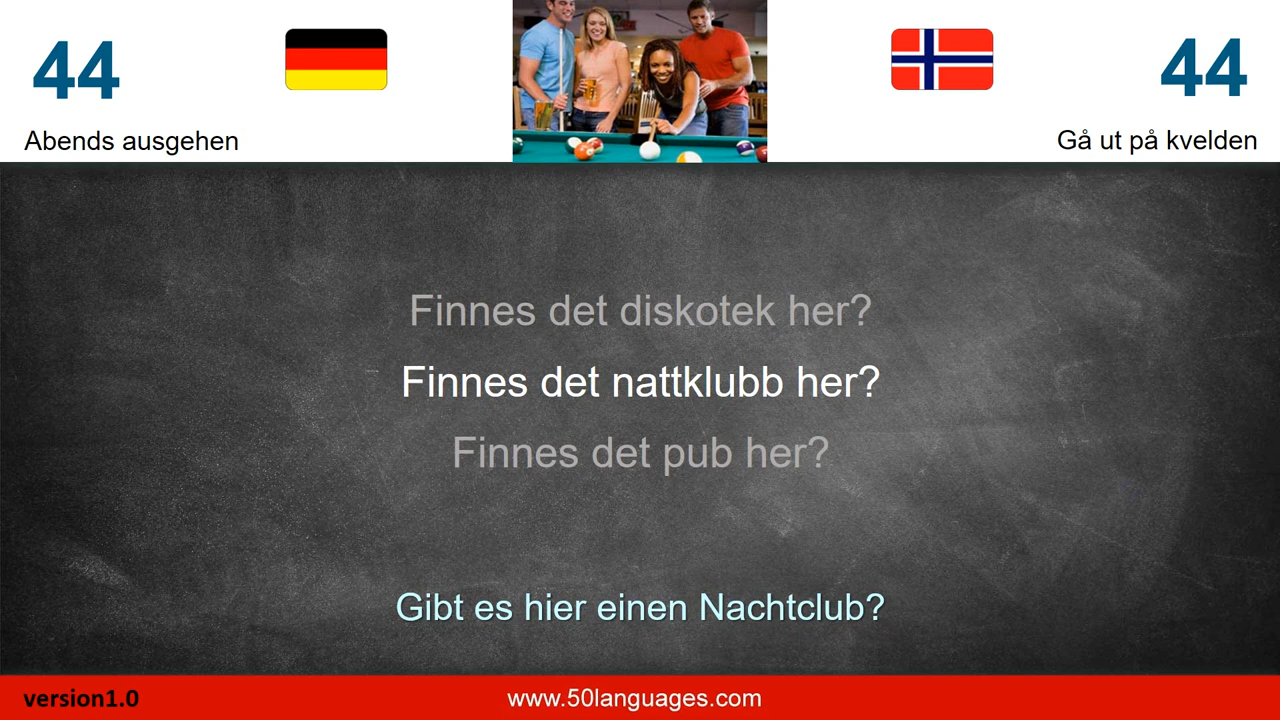 44
44
Abends ausgehen
Gå ut på kvelden
Finnes det diskotek her?
Finnes det nattklubb her?
Finnes det pub her?
Gibt es hier einen Nachtclub?
version1.0
www.50languages.com